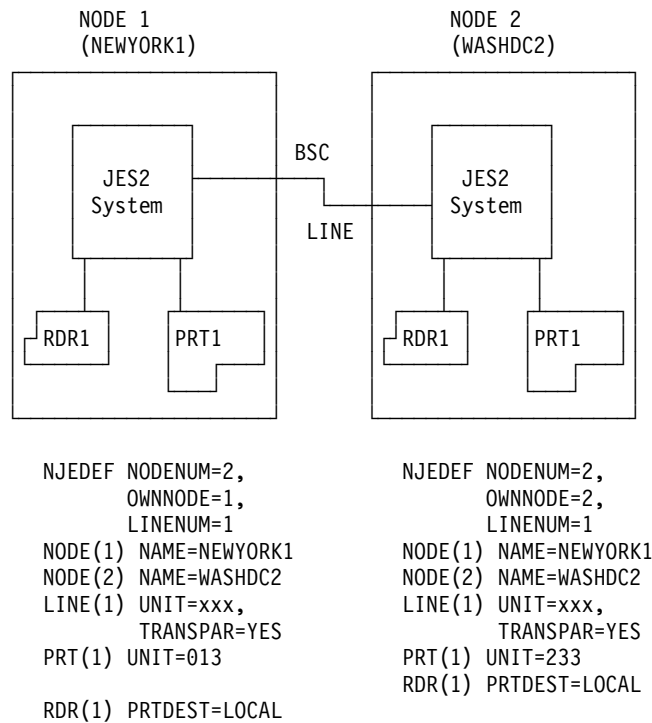 NODE 1
(NEWYORK1)
NODE 2
(WASHDC2)
JES2
System
BSC
LINE
JES2
System
RDR1
PRT1
RDR1
PRT1
NJEDEF NODENUM=2,
OWNNODE=1,
LINENUM=1
NODE(1) NAME=NEWYORK1
NODE(2) NAME=WASHDC2
LINE(1) UNIT=xxx,
TRANSPAR=YES
PRT(1) UNIT=013
RDR(1) PRTDEST=LOCAL
NJEDEF NODENUM=2,
OWNNODE=2,
LINENUM=1
NODE(1) NAME=NEWYORK1
NODE(2) NAME=WASHDC2
LINE(1) UNIT=xxx,
TRANSPAR=YES
PRT(1) UNIT=233
RDR(1) PRTDEST=LOCAL